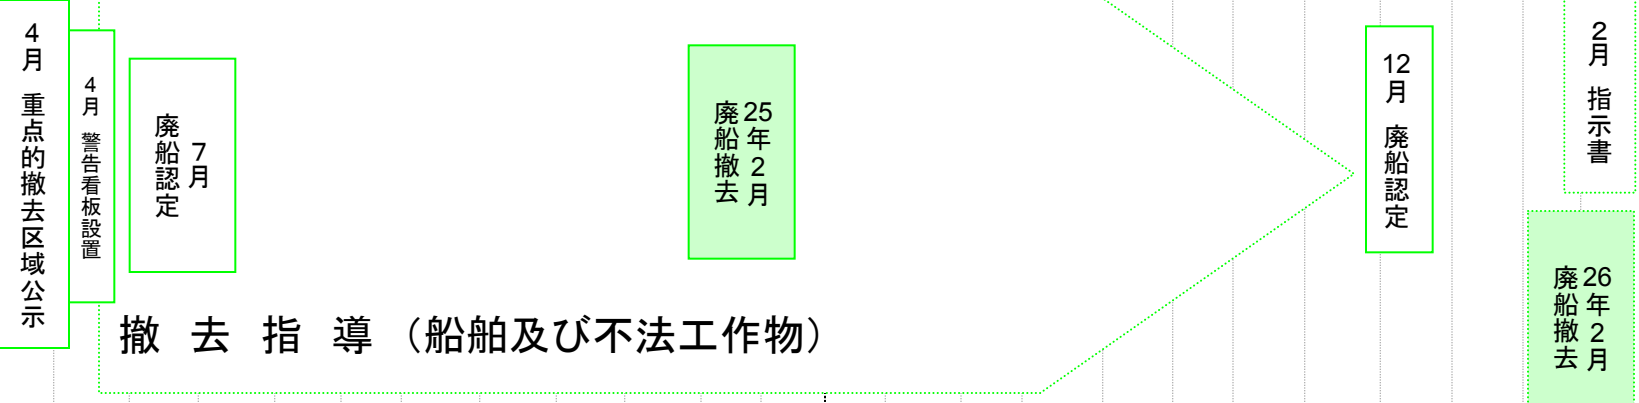 4月 重点的撤去区域公示
4月 警告看板設置
7月
廃船認定
25年2月
廃船撤去
撤去指導（船舶及び不法工作物）
12月 廃船認定
2月 指示書
26年2月
廃船撤去